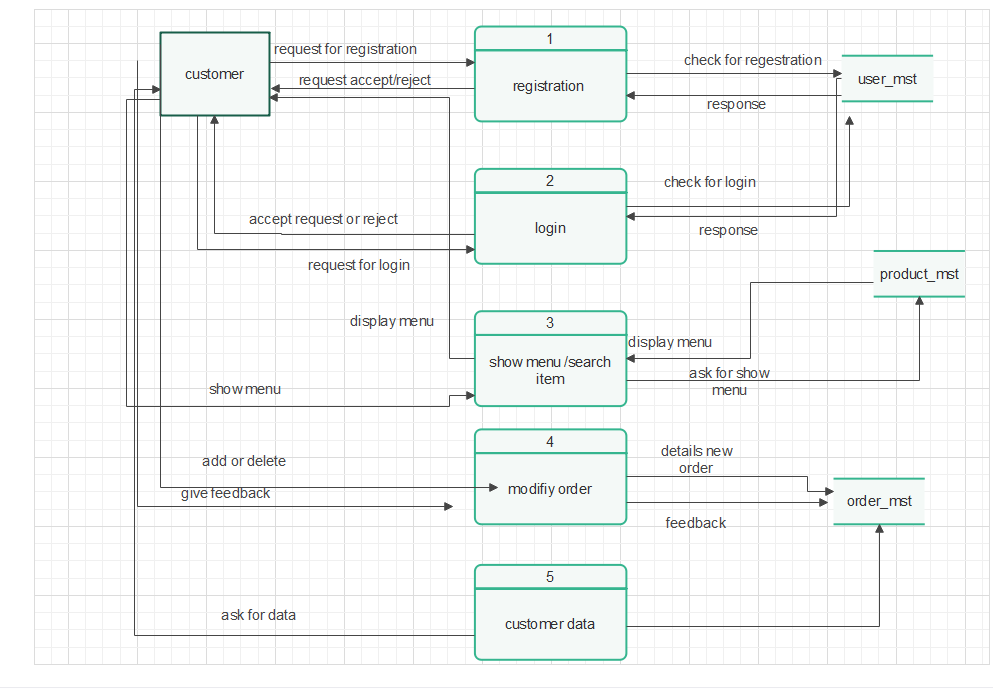 1
request for registration
check for regestration
customer
request accept/reject
registration
user_mst
response
2
check for login
accept request or reject
login
response
request for login
product_mst
3
display menu
display menu
show menu /search
item
ask for show
menu
show menu
4
details new
order
add or delete
give feedback
modifiy order
order_mst
feedback
5
ask for data
customer data